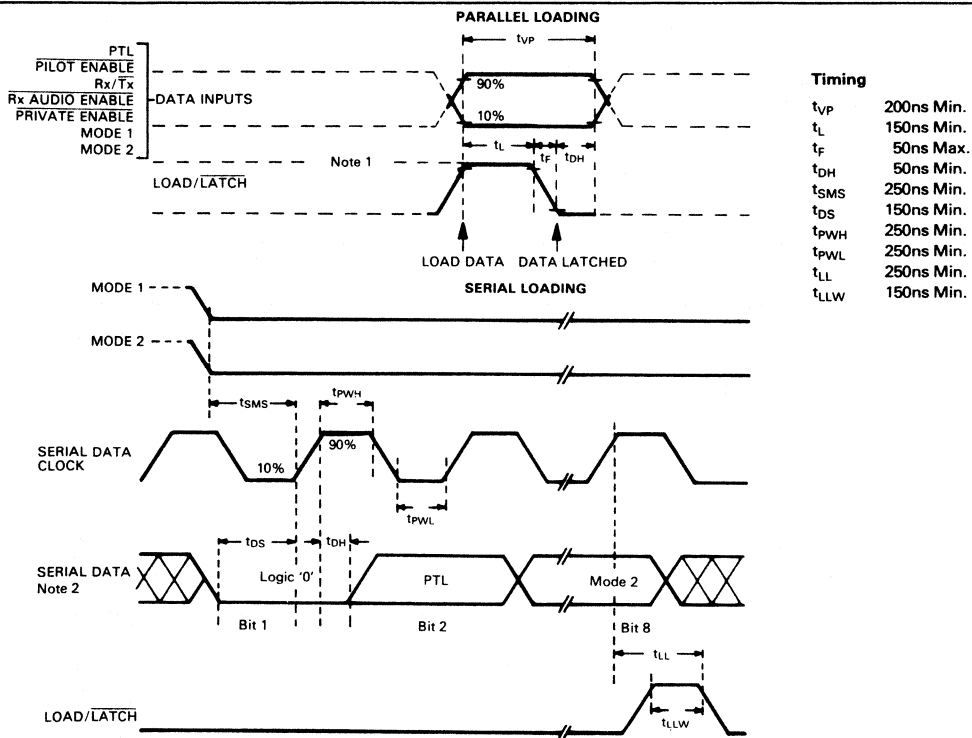 PARALLEL LOADING
tVP
PTL
PILOT ENABLE
Rx/Tx
Rx AUDIO ENABLE
PRIVATE ENABLE
MODE 1
MODE 2
DATA INPUTS
90%
10%
tL
tF
tDH
Note 1
LOAD/LATCH
LOAD DATA
DATA LATCHED
Timing
tVP 200ns Min.
tL 150ns Min.
tF 50ns Max.
tDH 50ns Min.
tSMS 250ns Min.
tDS 150ns Min.
tPWH 250ns Min.
tPWL 250ns Min.
tLL 250ns Min.
tLLW 150ns Min.
SERIAL LOADING
MODE 1
MODE 2
tSMS
tPWH
SERIAL DATA
CLOCK
10%
90%
tPWL
tDS
tDH
SERIAL DATA
Note 2
Logic '0'
PTL
Mode 2
Bit 1
Bit 2
Bit 8
tLL
LOAD/LATCH
tLLW